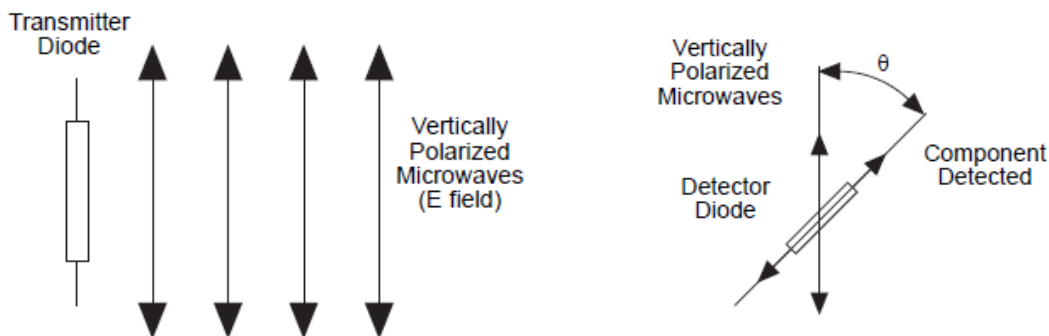 Transmitter
Diode
Vertically
Polarized
Microwaves
(E field)
Vertically
Polarized
Microwaves
θ
Component
Detected
Detector
Diode